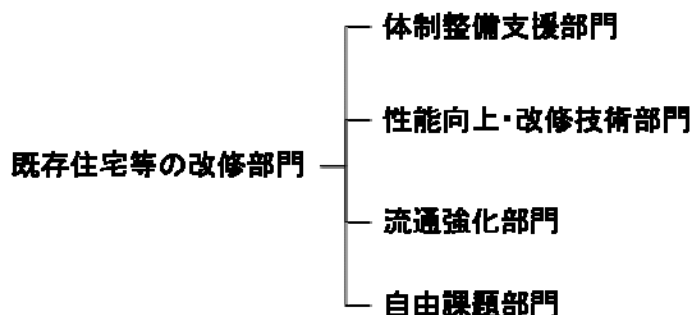 体制整備支援部門
性能向上・改修技術部門
既存住宅等の改修部門
流通強化部門
自由課題部門